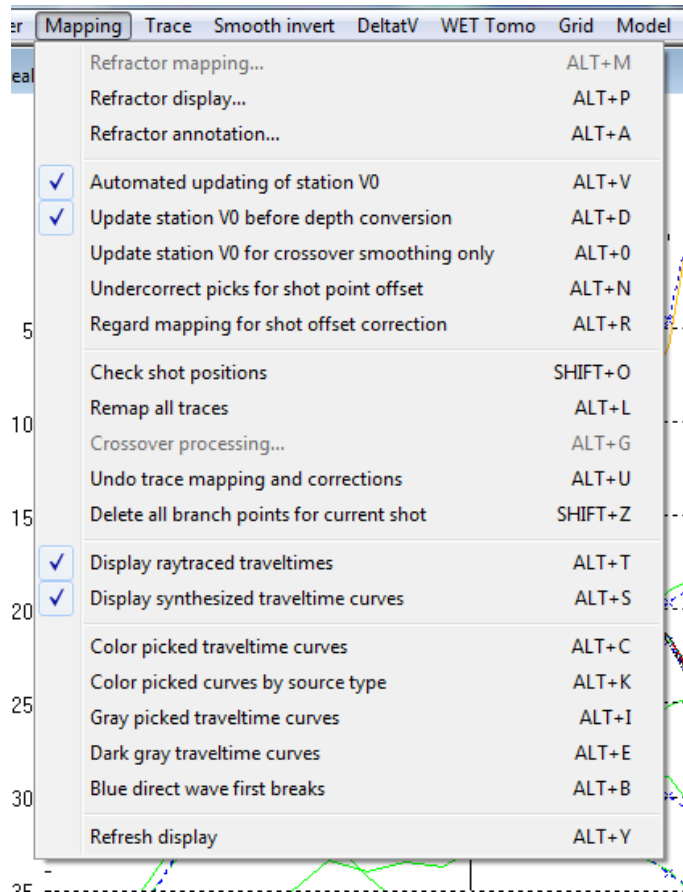 er Mapping Trace Smooth invert DeltatV WET Tomo Grid Model
eal
Refractor mapping... ALT+M
Refractor display... ALT+P
Refractor annotation... ALT+A
Automated updating of station V0 ALT+V
Update station V0 before depth conversion ALT+D
Update station V0 for crossover smoothing only ALT+0
Undercorrect picks for shot point offset ALT+N
Regard mapping for shot offset correction ALT+R
5
Check shot positions SHIFT+O
Remap all traces ALT+L
10
Crossover processing... ALT+G
Undo trace mapping and corrections ALT+U
Delete all branch points for current shot SHIFT+Z
15
Display raytraced traveltimes ALT+T
Display synthesized traveltime curves ALT+S
20
Color picked traveltime curves ALT+C
Color picked curves by source type ALT+K
25
Gray picked traveltime curves ALT+I
Dark gray traveltime curves ALT+E
Blue direct wave first breaks ALT+B
30
Refresh display ALT+Y
35